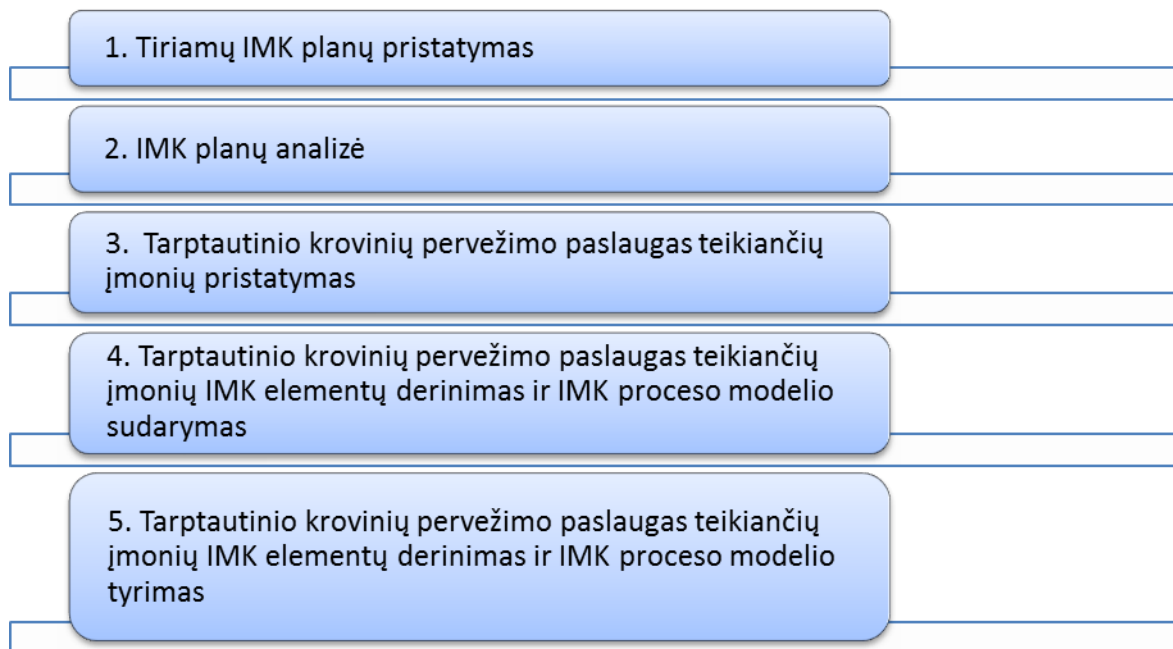 1. Tiriamų IMK planų pristatymas
2. IMK planų analizė
3. Tarptautinio krovinių pervežimo paslaugas teikiančių
įmonių pristatymas
4. Tarptautinio krovinių pervežimo paslaugas teikiančių
įmonių IMK elementų derinimas ir IMK proceso modelio
sudarymas
5. Tarptautinio krovinių pervežimo paslaugas teikiančių
įmonių IMK elementų derinimas ir IMK proceso modelio
tyrimas